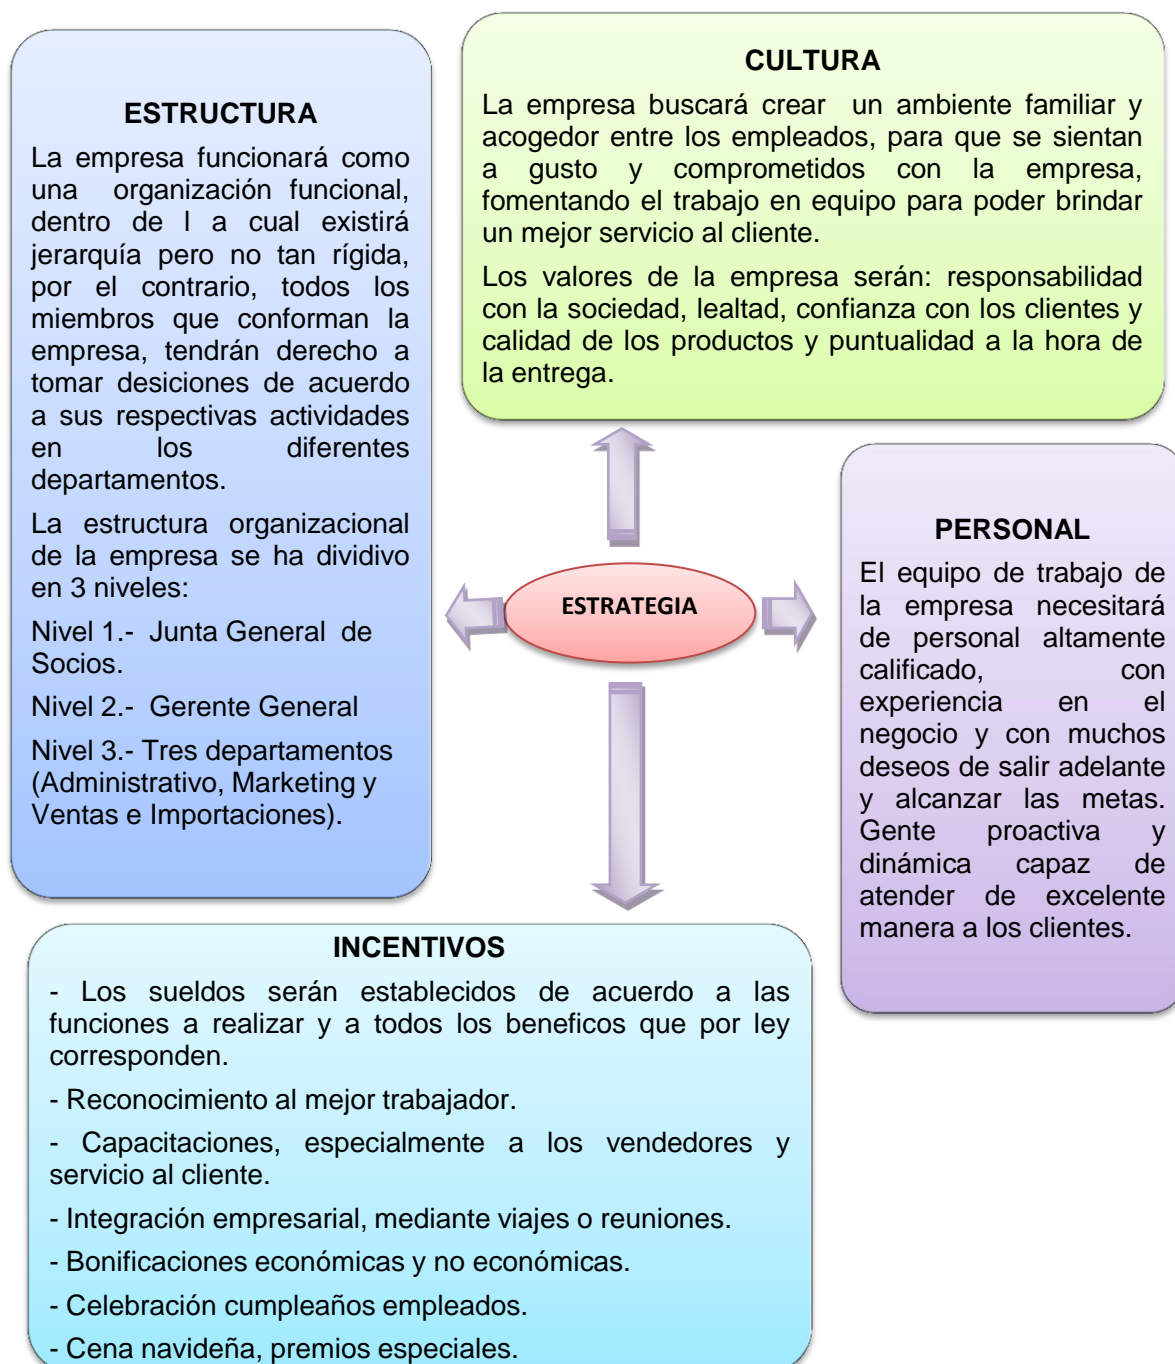 ESTRUCTURA
La empresa funcionará como
una organización funcional,
dentro de l a cual existirá
jerarquía pero no tan rígida,
por el contrario, todos los
miembros que conforman la
empresa, tendrán derecho a
tomar desiciones de acuerdo
a sus respectivas actividades
en los diferentes
departamentos.
La estructura organizacional
de la empresa se ha dividivo
en 3 niveles:
Nivel 1.- Junta General de
Socios.
Nivel 2.- Gerente General
Nivel 3.- Tres departamentos
(Administrativo, Marketing y
Ventas e Importaciones).
CULTURA
La empresa buscará crear un ambiente familiar y
acogedor entre los empleados, para que se sientan
a gusto y comprometidos con la empresa,
fomentando el trabajo en equipo para poder brindar
un mejor servicio al cliente.
Los valores de la empresa serán: responsabilidad
con la sociedad, lealtad, confianza con los clientes y
calidad de los productos y puntualidad a la hora de
la entrega.
ESTRATEGIA
PERSONAL
El equipo de trabajo de
la empresa necesitará
de personal altamente
calificado, con
experiencia en el
negocio y con muchos
deseos de salir adelante
y alcanzar las metas.
Gente proactiva y
dinámica capaz de
atender de excelente
manera a los clientes.
INCENTIVOS
- Los sueldos serán establecidos de acuerdo a las
funciones a realizar y a todos los beneficos que por ley
corresponden.
- Reconocimiento al mejor trabajador.
- Capacitaciones, especialmente a los vendedores y
servicio al cliente.
- Integración empresarial, mediante viajes o reuniones.
- Bonificaciones económicas y no económicas.
- Celebración cumpleaños empleados.
- Cena navideña, premios especiales.